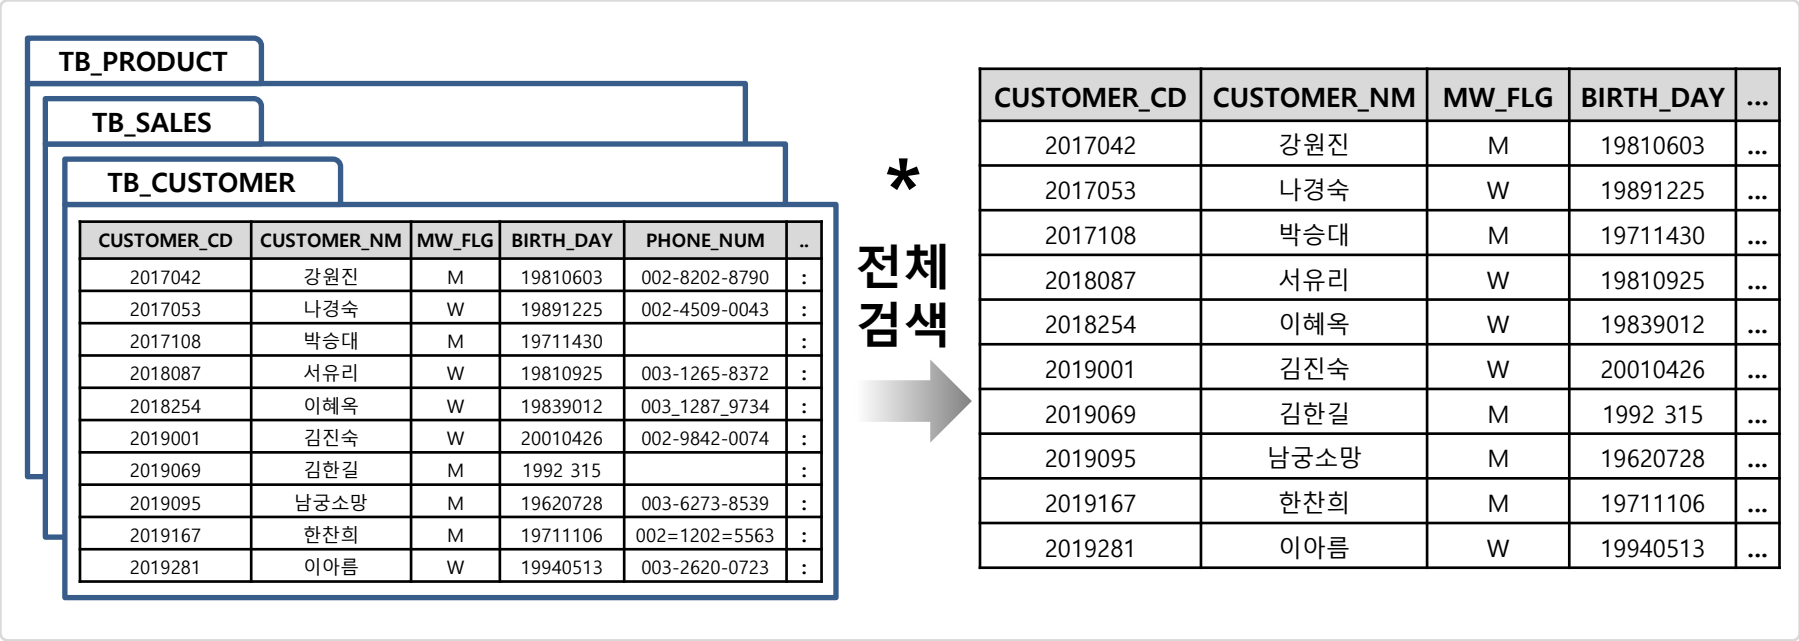 TB_PRODUCT
TB_SALES
TB_CUSTOMER
CUSTOMER_CD CUSTOMER_NM MW_FLG BIRTH_DAY PHONE_NUM ..
2017042 강원진 M 19810603 002-8202-8790 :
2017053 나경숙 W 19891225 002-4509-0043 :
2017108 박승대 M 19711430 :
2018087 서유리 W 19810925 003-1265-8372 :
2018254 이혜옥 W 19839012 003_1287_9734 :
2019001 김진숙 W 20010426 002-9842-0074 :
2019069 김한길 M 1992 315 :
2019095 남궁소망 M 19620728 003-6273-8539 :
2019167 한찬희 M 19711106 002=1202=5563 :
2019281 이아름 W 19940513 003-2620-0723 :
*
전체
검색
CUSTOMER_CD CUSTOMER_NM MW_FLG BIRTH_DAY ...
2017042 강원진 M 19810603 ...
2017053 나경숙 W 19891225 ...
2017108 박승대 M 19711430 ...
2018087 서유리 W 19810925 ...
2018254 이혜옥 W 19839012 ...
2019001 김진숙 W 20010426 ...
2019069 김한길 M 1992 315 ...
2019095 남궁소망 M 19620728 ...
2019167 한찬희 M 19711106 ...
2019281 이아름 W 19940513 ...